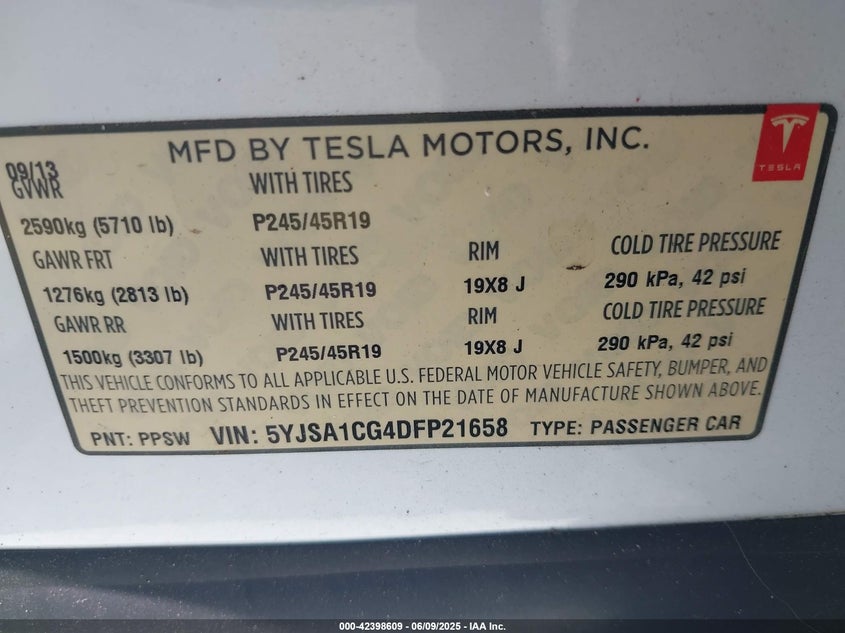 MFD BY TESLA MOTORS, INC.
TESLA
09/13
GVWR WITH TIRES
2590kg (5710 lb) P245/45R19
GAWR FRT WITH TIRES RIM COLD TIRE PRESSURE
1276kg (2813 lb) P245/45R19 19X8 J 290 kPa, 42 psi
GAWR RR WITH TIRES RIM COLD TIRE PRESSURE
1500kg (3307 lb) P245/45R19 19X8 J 290 kPa, 42 psi
THIS VEHICLE CONFORMS TO ALL APPLICABLE U.S. FEDERAL MOTOR VEHICLE SAFETY, BUMPER, AND
THEFT PREVENTION STANDARDS IN EFFECT ON THE DATE OF MANUFACTURE SHOWN ABOVE.
PNT: PPSW VIN: 5YJSA1CG4DFP21658 TYPE: PASSENGER CAR
000-42398609 - 06/09/2025 - IAA Inc.